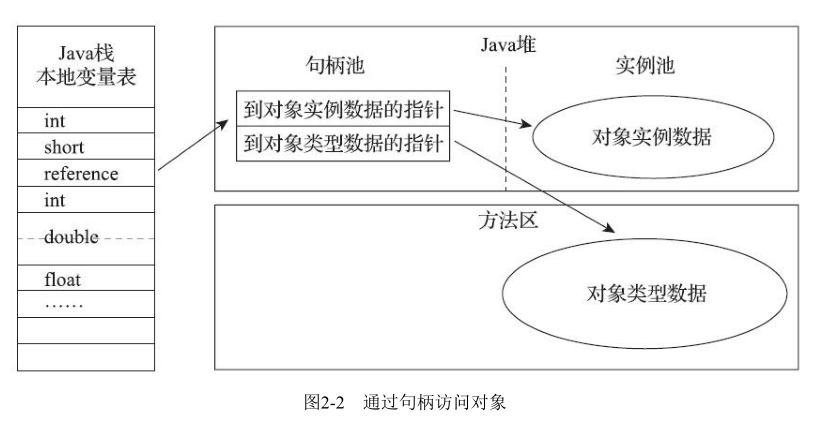 Java栈
本地变量表
int
short
reference
int
double
float
……
Java堆
句柄池
实例池
到对象实例数据的指针
到对象类型数据的指针
对象实例数据
方法区
对象类型数据
图2-2 通过句柄访问对象